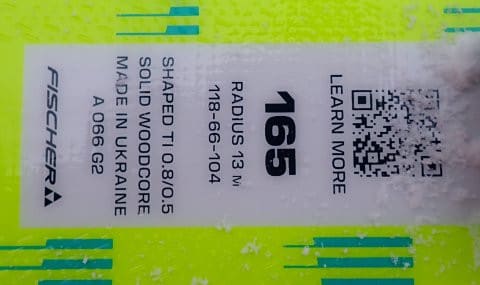 LEARN MORE
165
RADIUS 13 M
118-66-104
SHAPED TI 0.8/0.5
SOLID WOODCORE
MADE IN UKRAINE
A 066 G2
FISCHER